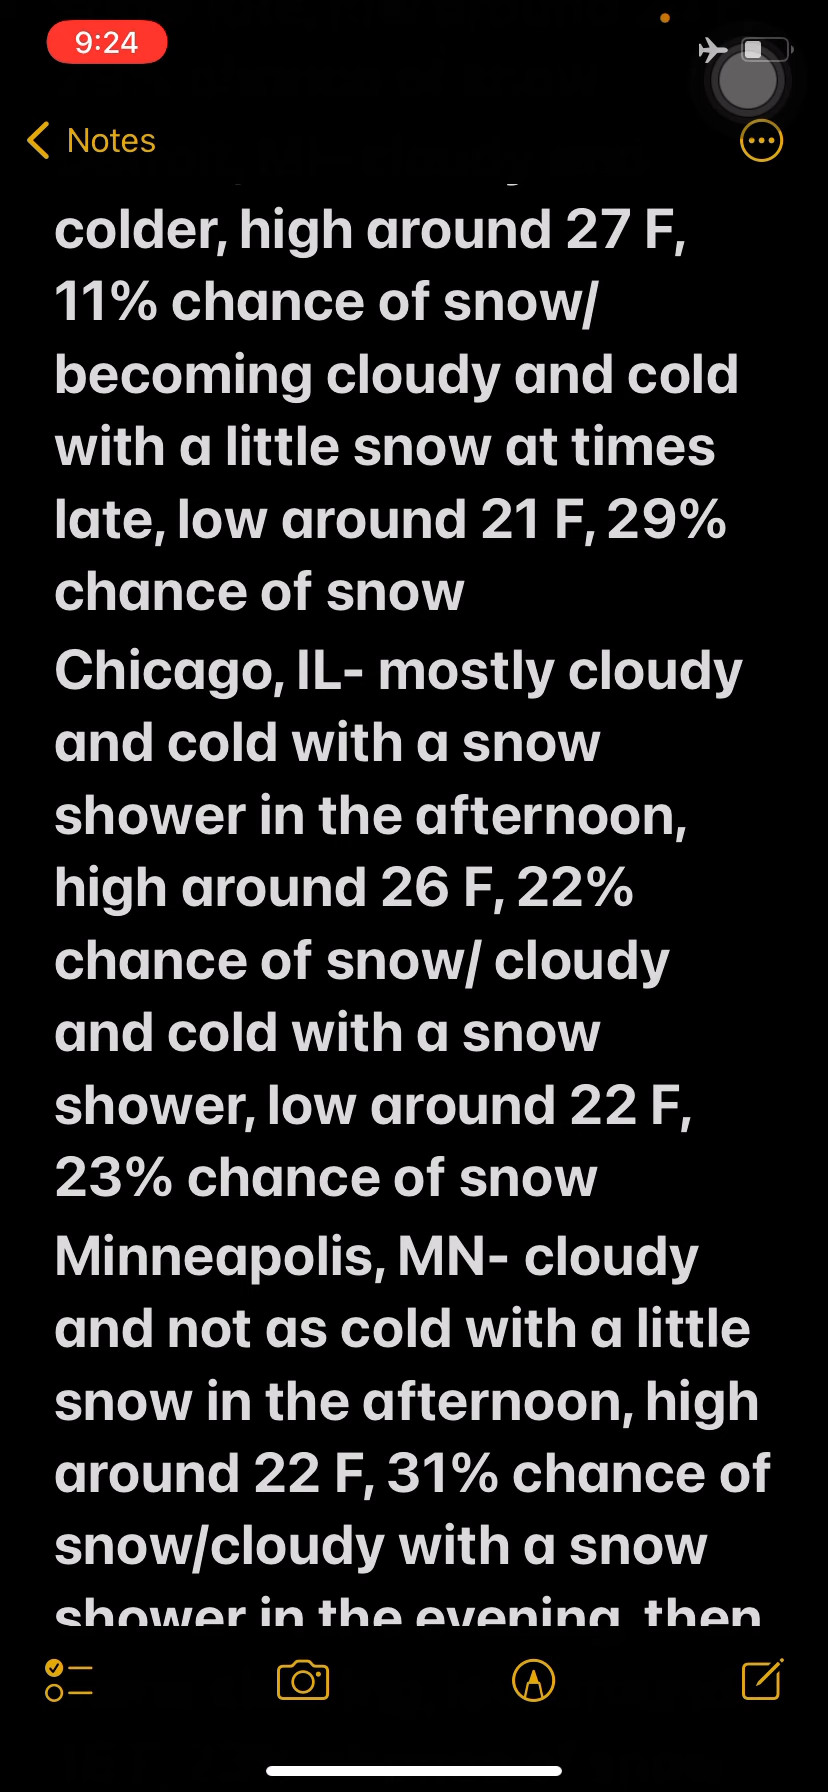 9:24
Notes
colder, high around 27 F,
11% chance of snow/
becoming cloudy and cold
with a little snow at times
late, low around 21 F, 29%
chance of snow
Chicago, IL- mostly cloudy
and cold with a snow
shower in the afternoon,
high around 26 F, 22%
chance of snow/ cloudy
and cold with a snow
shower, low around 22 F,
23% chance of snow
Minneapolis, MN- cloudy
and not as cold with a little
snow in the afternoon, high
around 22 F, 31% chance of
snow/cloudy with a snow
shower in the evening, then